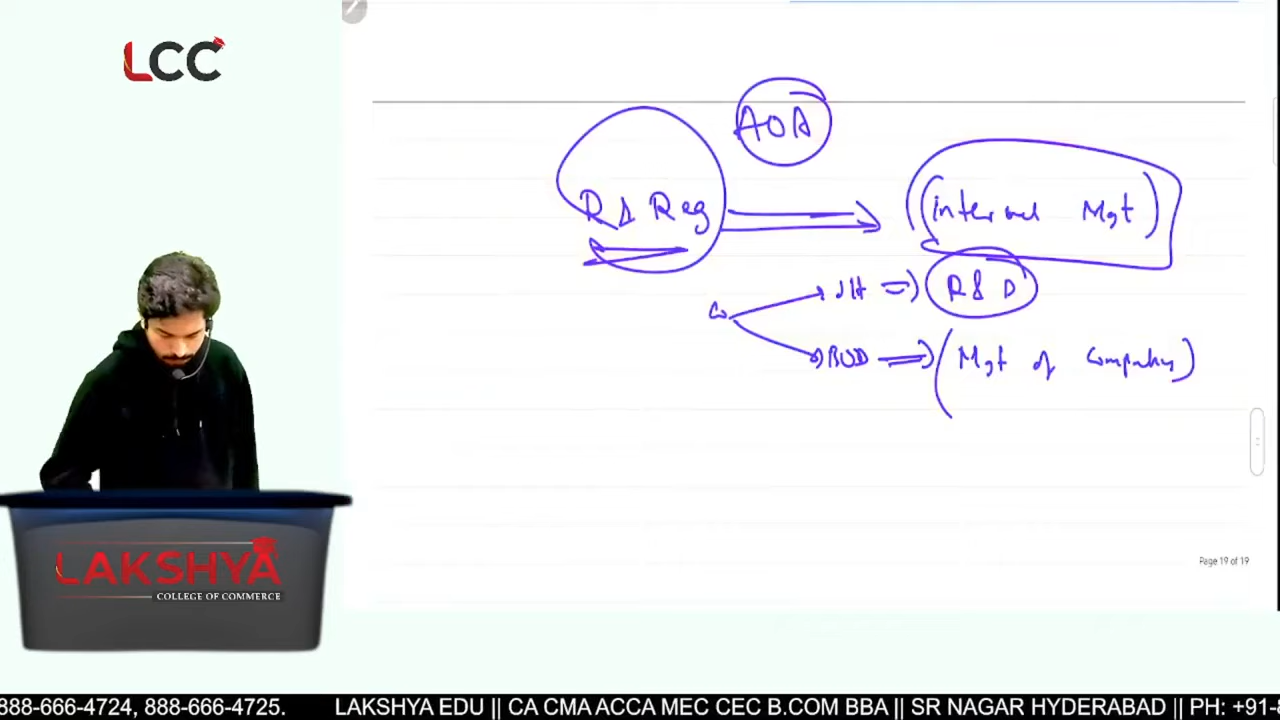 LCC
AOA
R & Reg
(internal Mgt)
SH => R & D
Co
BOD => (Mgt of Company)
Page 19 of 19
LAKSHYA
COLLEGE OF COMMERCE
888-666-4724, 888-666-4725. LAKSHYA EDU || CA CMA ACCA MEC CEC B.COM BBA || SR NAGAR HYDERABAD || PH: +91-